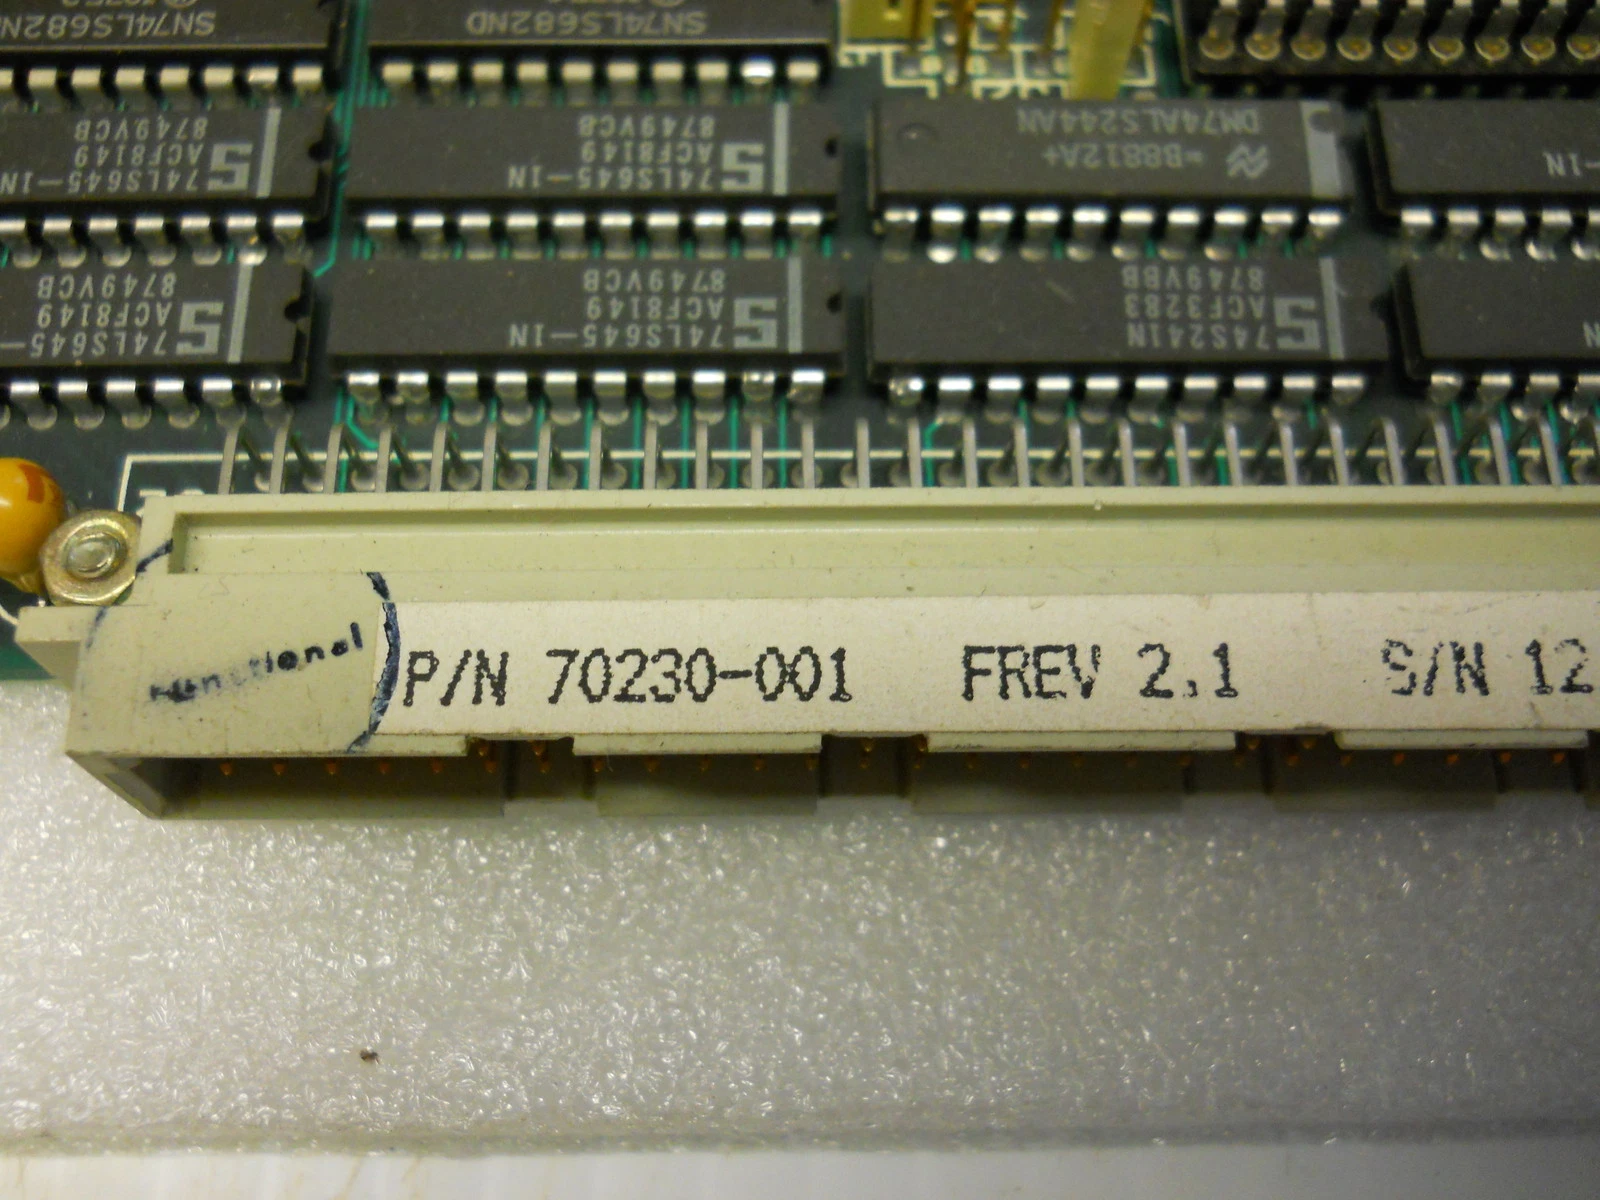 SN74LS682N
SN74LS682ND
8749VCB
ACF8149
74LS645-1N
8749VCB
ACF8149
74LS645-1N
DM74ALS244AN
=B8812A+
-1N
8749VCB
ACF8149
74LS645-
8749VCB
ACF8149
74LS645-1N
8749VBB
ACF3283
74S241N
N
Functional
P/N 70230-001 FREV 2.1 S/N 12